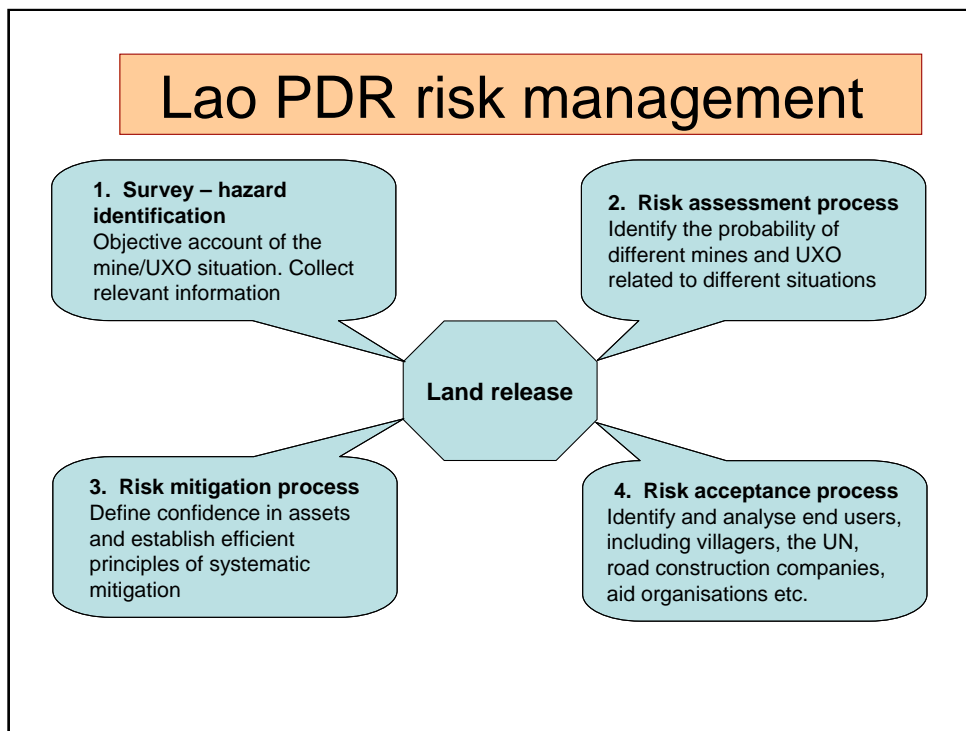 Lao PDR risk management
1. Survey – hazard
identification
Objective account of the
mine/UXO situation. Collect
relevant information
2. Risk assessment process
Identify the probability of
different mines and UXO
related to different situations
Land release
3. Risk mitigation process
Define confidence in assets
and establish efficient
principles of systematic
mitigation
4. Risk acceptance process
Identify and analyse end users,
including villagers, the UN,
road construction companies,
aid organisations etc.